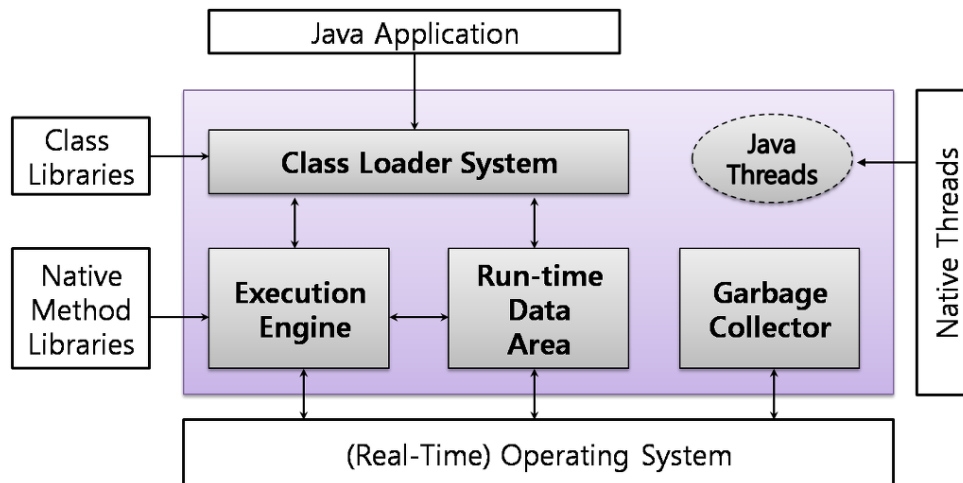 Java Application
Class
Libraries
Class Loader System
Java
Threads
Native Threads
Native
Method
Libraries
Execution
Engine
Run-time
Data
Area
Garbage
Collector
(Real-Time) Operating System